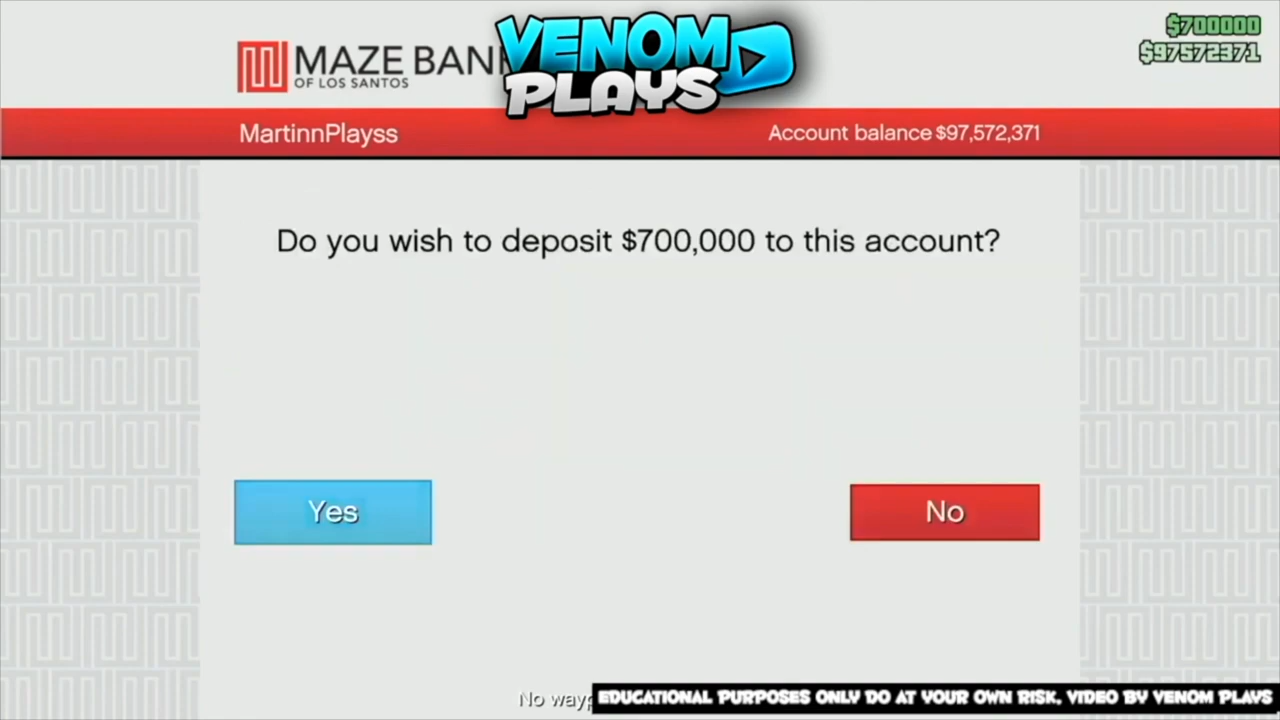 VENOM
PLAYS
$700000
$97572371
MAZE BAN
OF LOS SANTOS
MartinnPlayss
Account balance $97,572,371
Do you wish to deposit $700,000 to this account?
Yes
No
No
EDUCATIONAL PURPOSES ONLY DO AT YOUR OWN RISK, VIDEO BY VENOM PLAYS